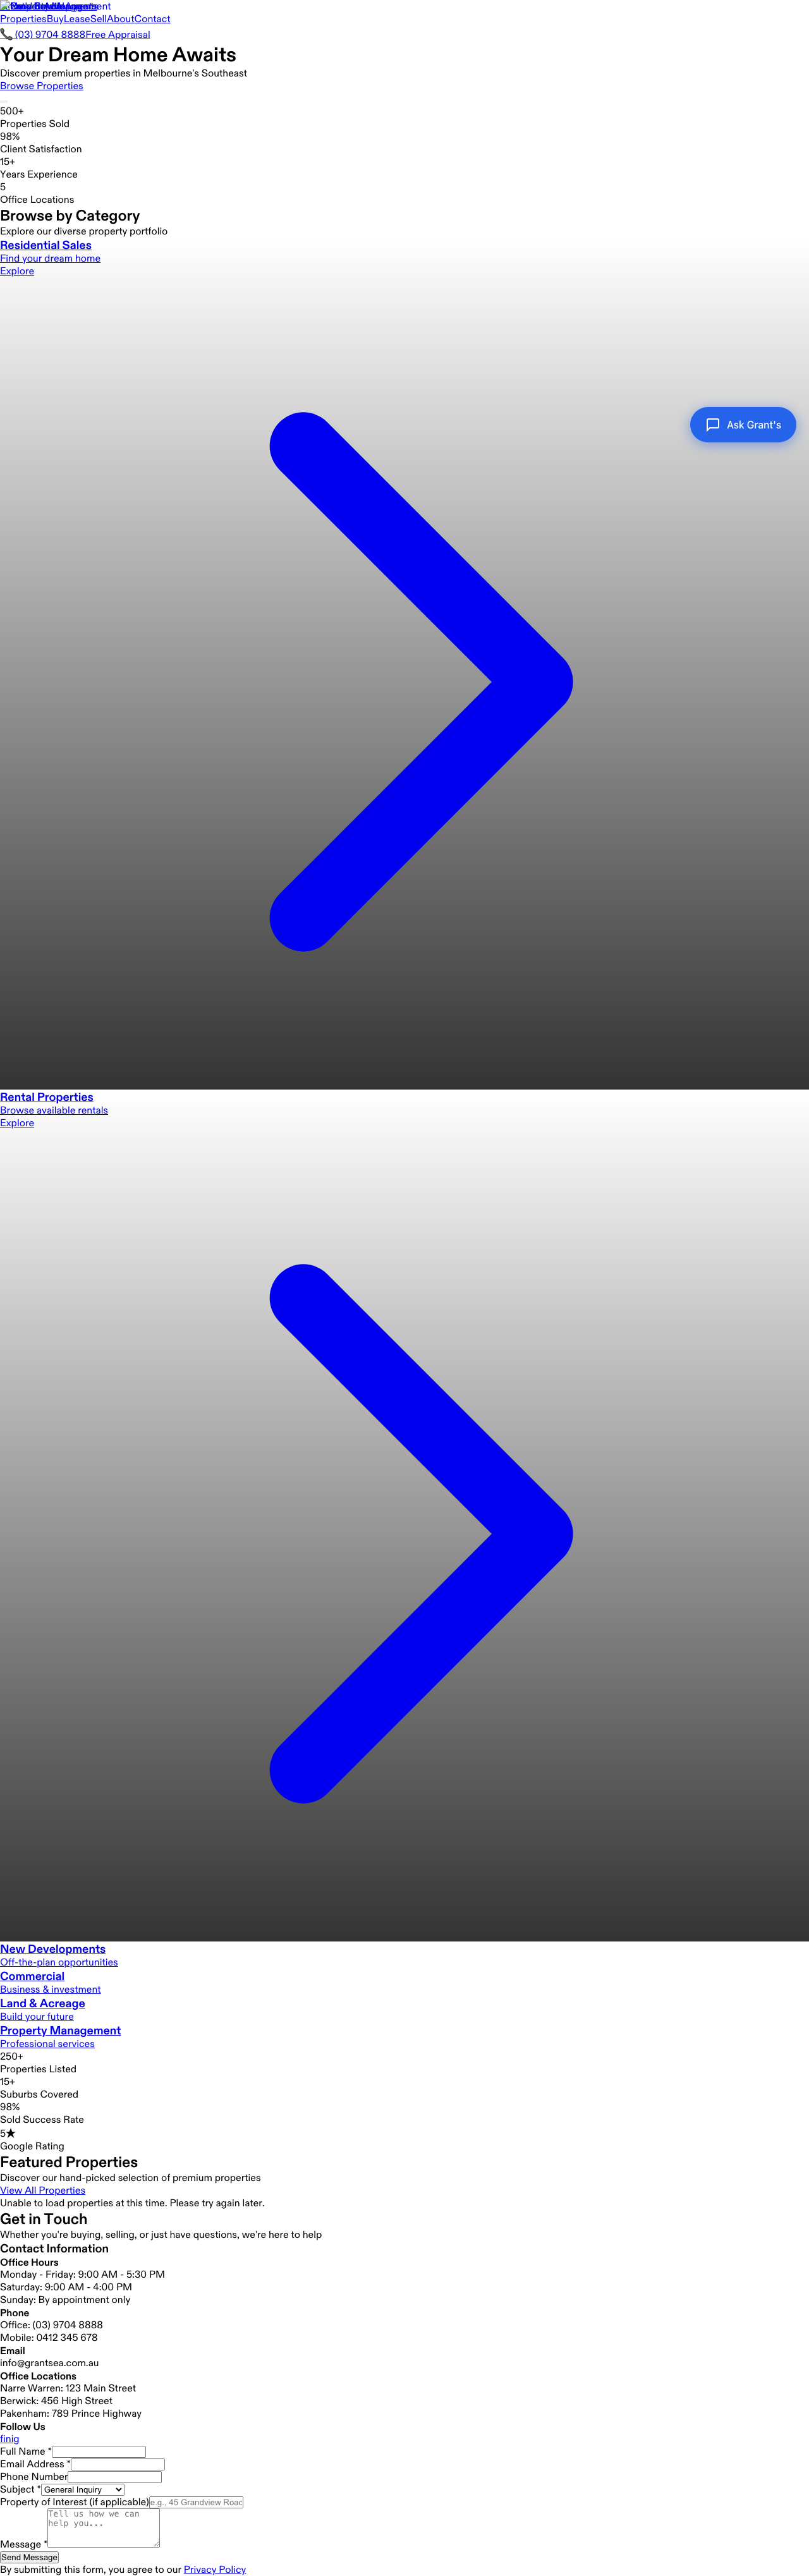 PropertiesBuyLeaseSellAboutContact
📞 (03) 9704 8888Free Appraisal
Your Dream Home Awaits
Discover premium properties in Melbourne's Southeast
Browse Properties
500+
Properties Sold
98%
Client Satisfaction
15+
Years Experience
5
Office Locations
Browse by Category
Explore our diverse property portfolio
Residential Sales
Find your dream home
Explore
Ask Grant's
Rental Properties
Browse available rentals
Explore
New Developments
Off-the-plan opportunities
Commercial
Business & investment
Land & Acreage
Build your future
Property Management
Professional services
250+
Properties Listed
15+
Suburbs Covered
98%
Sold Success Rate
5★
Google Rating
Featured Properties
Discover our hand-picked selection of premium properties
View All Properties
Unable to load properties at this time. Please try again later.
Get in Touch
Whether you're buying, selling, or just have questions, we're here to help
Contact Information
Office Hours
Monday - Friday: 9:00 AM - 5:30 PM
Saturday: 9:00 AM - 4:00 PM
Sunday: By appointment only
Phone
Office: (03) 9704 8888
Mobile: 0412 345 678
Email
info@grantsea.com.au
Office Locations
Narre Warren: 123 Main Street
Berwick: 456 High Street
Pakenham: 789 Prince Highway
Follow Us
finig
Full Name *
Email Address *
Phone Number
Subject * General Inquiry
Property of Interest (if applicable) e.g., 45 Grandview Road
Tell us how we can
help you...
Message *
Send Message
By submitting this form, you agree to our Privacy Policy